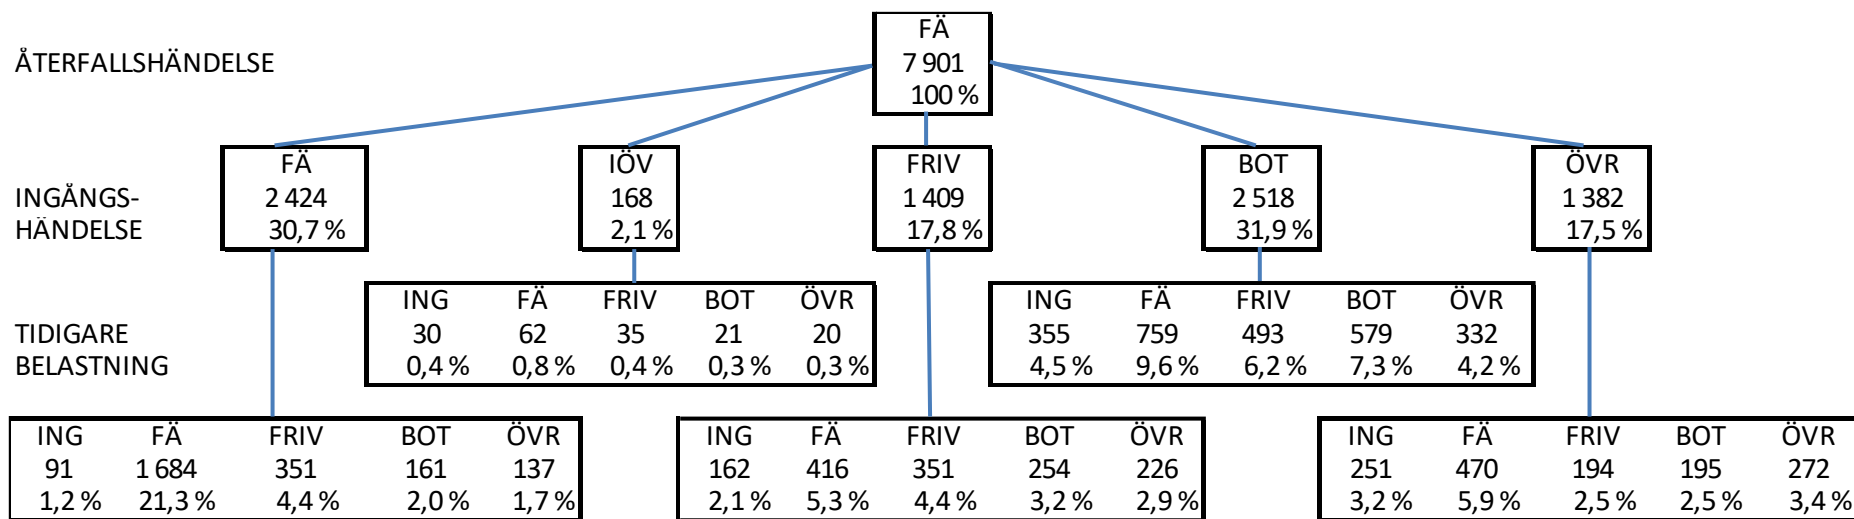 FÄ
ÅTERFALLSHÄNDELSE 7 901
100 %
FÄ IÖV FRIV BOT ÖVR
INGÅNGS- 2 424 168 1 409 2 518 1 382
HÄNDELSE 30,7 % 2,1 % 17,8 % 31,9 % 17,5 %
ING FÄ FRIV BOT ÖVR ING FÄ FRIV BOT ÖVR
TIDIGARE 30 62 35 21 20 355 759 493 579 332
BELASTNING 0,4 % 0,8 % 0,4 % 0,3 % 0,3 % 4,5 % 9,6 % 6,2 % 7,3 % 4,2 %
ING FÄ FRIV BOT ÖVR ING FÄ FRIV BOT ÖVR ING FÄ FRIV BOT ÖVR
91 1 684 351 161 137 162 416 351 254 226 251 470 194 195 272
1,2 % 21,3 % 4,4 % 2,0 % 1,7 % 2,1 % 5,3 % 4,4 % 3,2 % 2,9 % 3,2 % 5,9 % 2,5 % 2,5 % 3,4 %